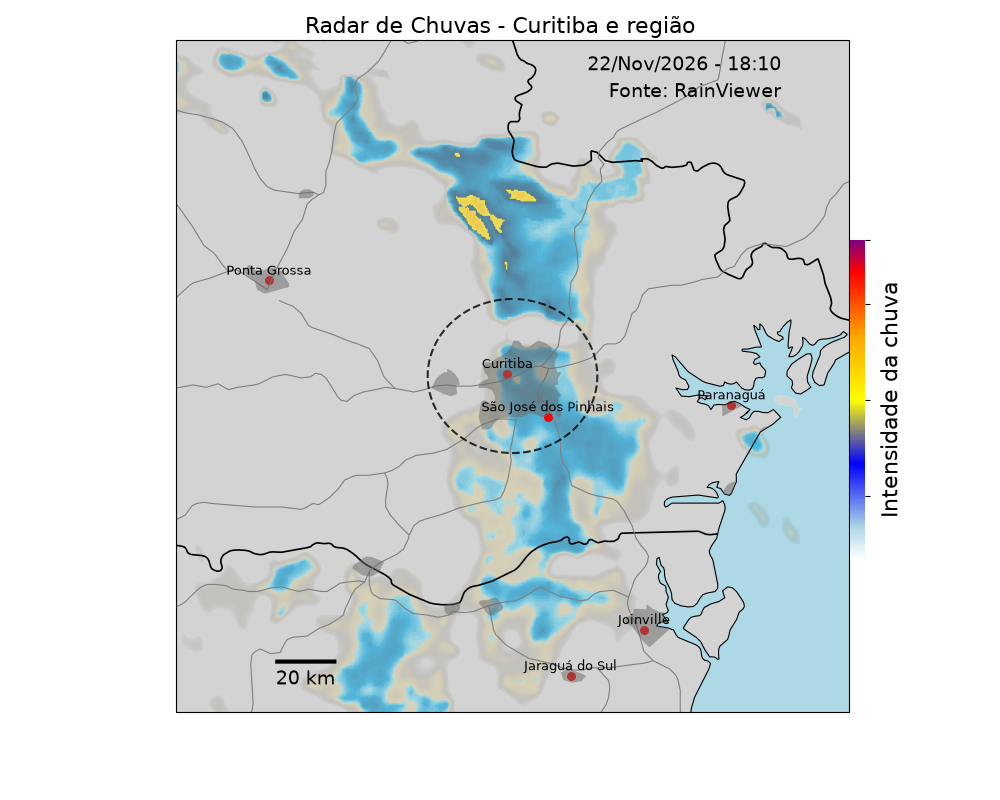 Radar de Chuvas - Curitiba e região
22/Nov/2026 - 18:10
Fonte: RainViewer
Ponta Grossa
Curitiba
São José dos Pinhais
Paranaguá
Joinville
Jaraguá do Sul
20 km
Intensidade da chuva